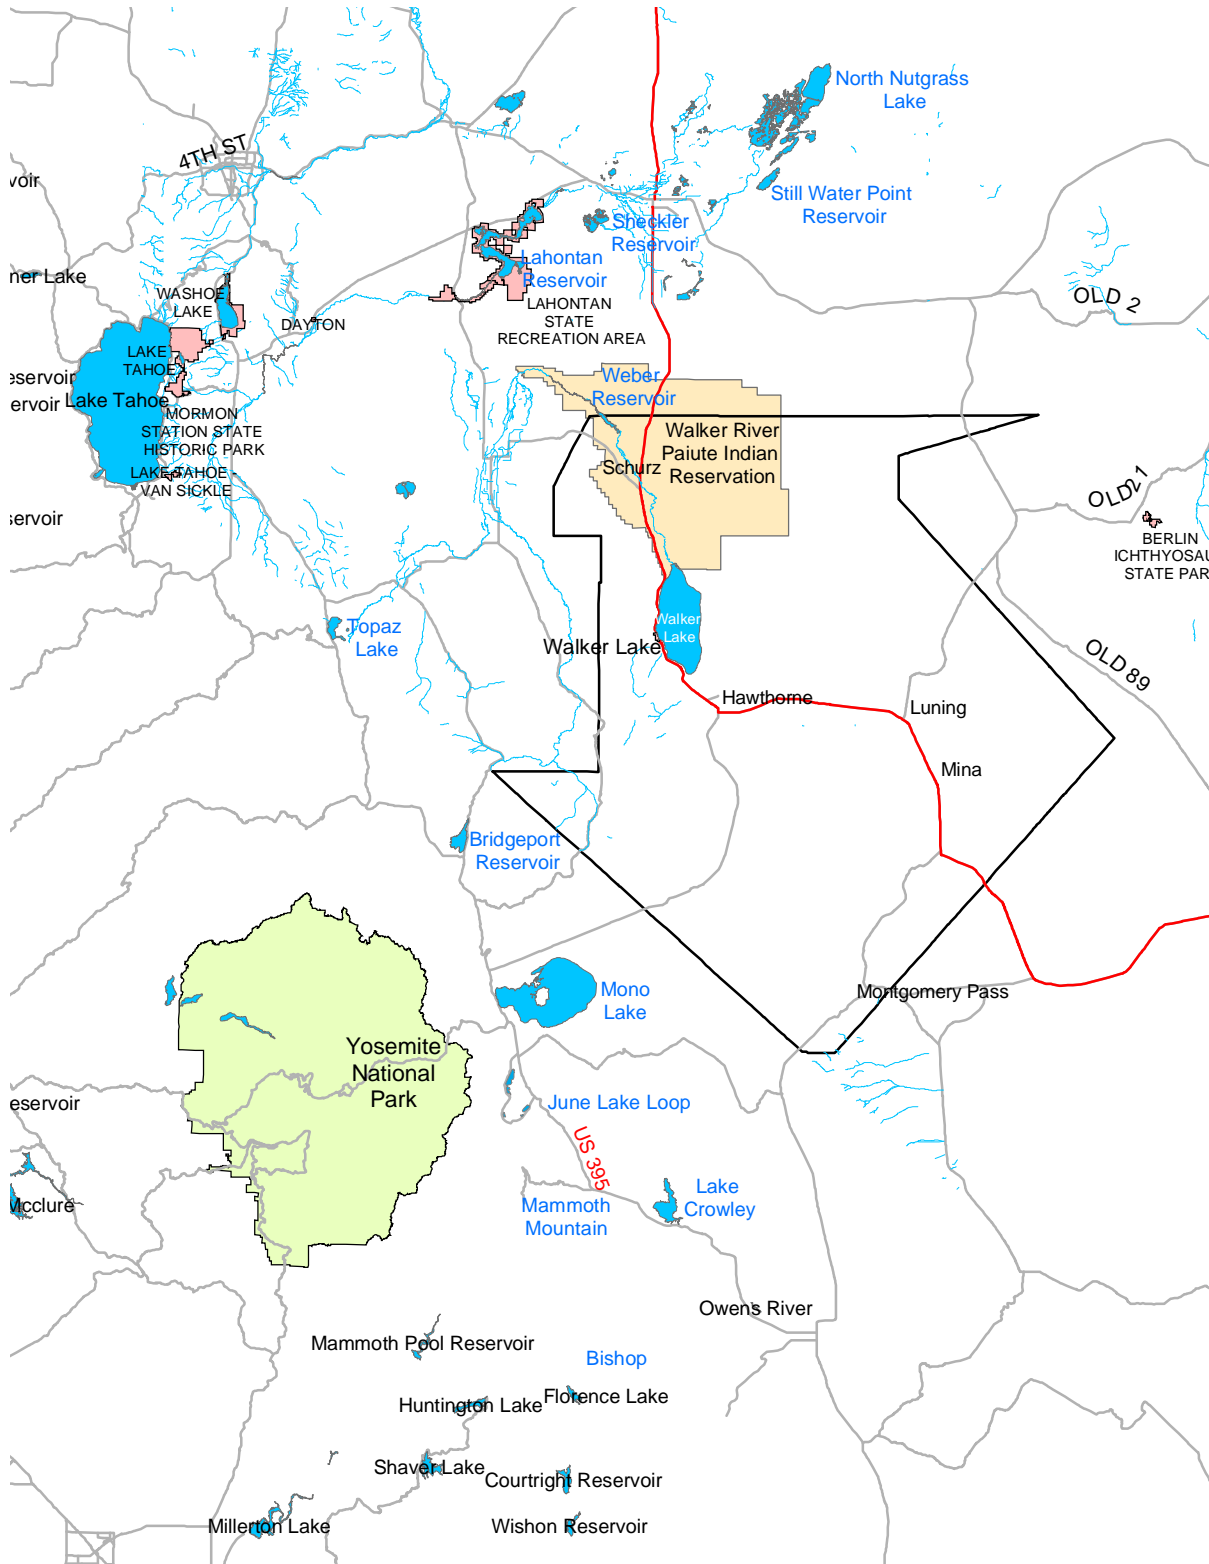 North Nutgrass
Lake
4TH ST
voir
Still Water Point
Reservoir
Sheckler
Reservoir
Lahontan
Reservoir
ner Lake
WASHOE
LAKE
DAYTON
LAHONTAN
STATE
RECREATION AREA
OLD 2
LAKE
TAHOE
eservoir
ervoir
Lake Tahoe
Weber
Reservoir
MORMON
STATION STATE
HISTORIC PARK
Walker River
Paiute Indian
Reservation
Schurz
LAKE TAHOE -
VAN SICKLE
OLD 21
servoir
BERLIN
ICHTHYOSAU
STATE PAR
Topaz
Lake
Walker
Lake
Walker Lake
OLD 89
Hawthorne
Luning
Mina
Bridgeport
Reservoir
Mono
Lake
Montgomery Pass
Yosemite
National
Park
eservoir
June Lake Loop
US 395
Mcclure
Mammoth
Mountain
Lake
Crowley
Owen's River
Mammoth Pool Reservoir
Bishop
Huntington Lake
Florence Lake
Shaver Lake
Courtright Reservoir
Millerton Lake
Wishon Reservoir